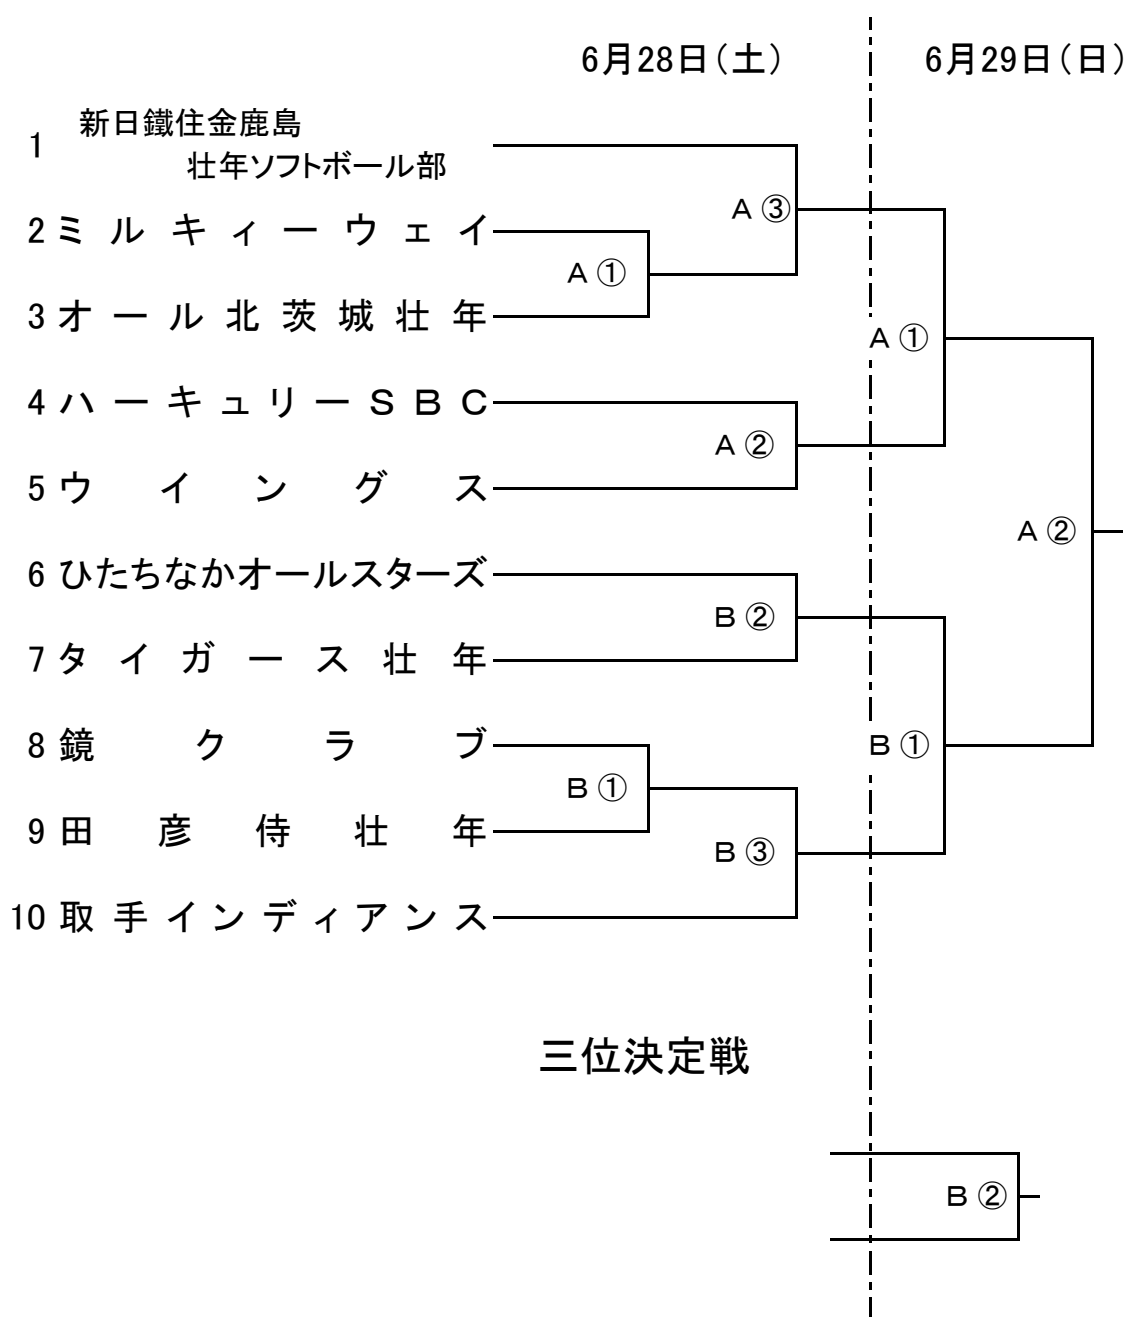 6月28日(土) 6月29日(日)
1 新日鐵住金鹿島
壮年ソフトボール部
A ③
2 ミルキィーウェイ
A ①
3 オール北茨城壮年
A ①
4 ハーキュリーSBC
A ②
5 ウイングス
A ②
6 ひたちなかオールスターズ
B ②
7 タイガース壮年
8 鏡クラブ
B ①
B ①
9 田彦侍壮年
B ③
10 取手インディアンス
三位決定戦
B ②